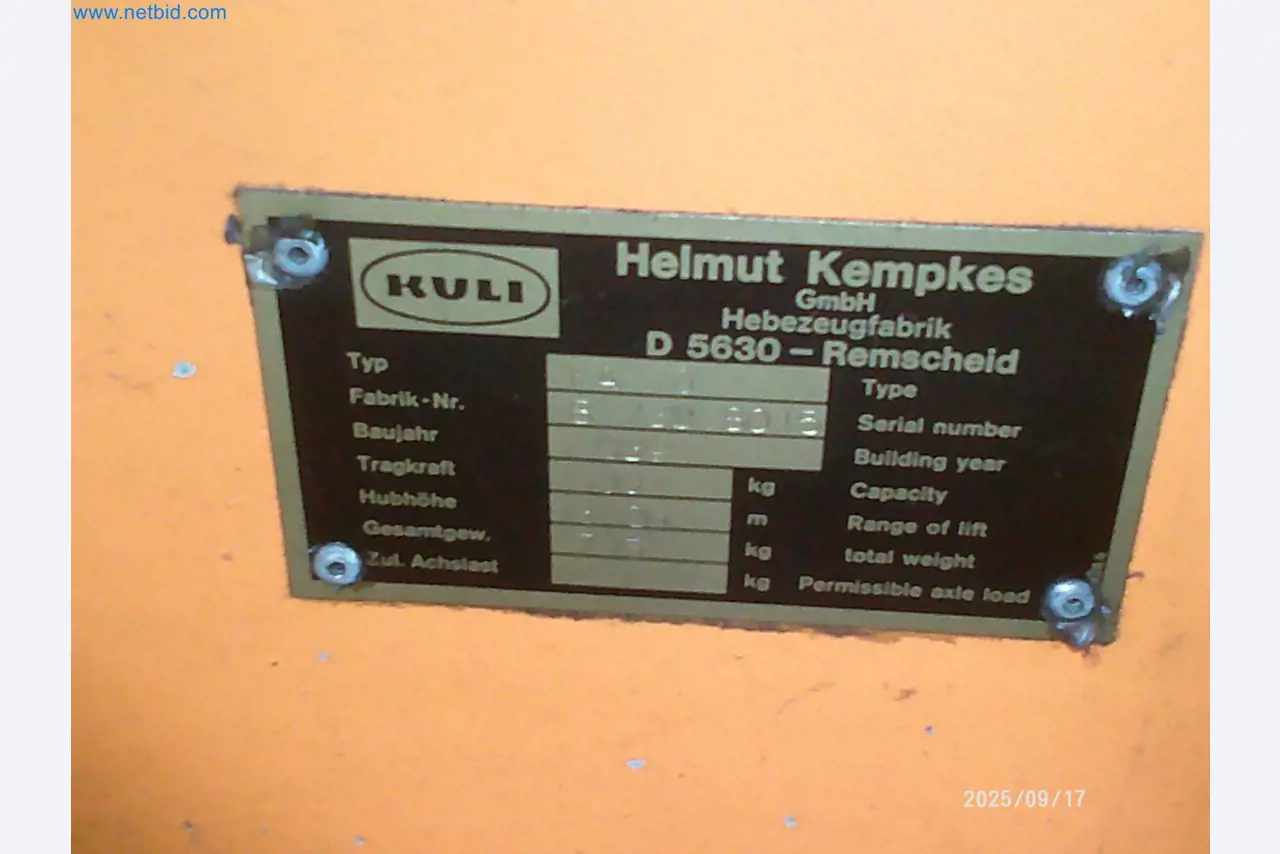 www.netbid.com
KULI
Helmut Kempkes
GmbH
Hebezeugfabrik
D 5630 – Remscheid
Typ Type
Fabrik-Nr. Serial number
Baujahr Building year
Tragkraft kg Capacity
Hubhöhe m Range of lift
Gesamtgew. kg total weight
Zul. Achslast kg Permissible axle load
2025/09/17